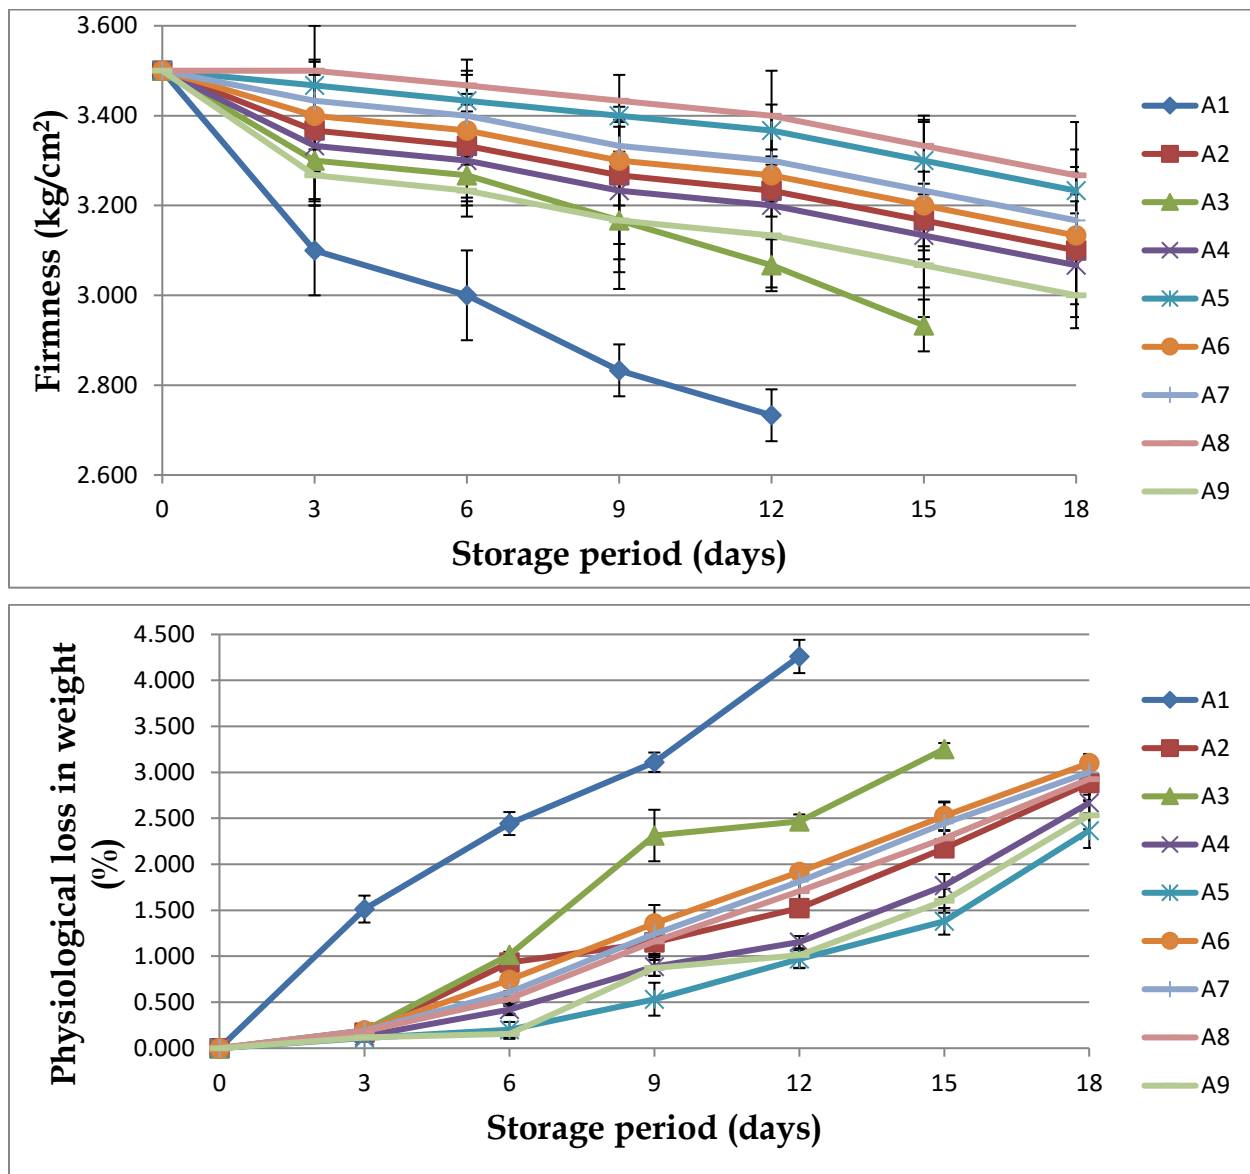 3.600
3.400
3.200
3.000
2.800
2.600
Firmness (kg/cm²)
0 3 6 9 12 15 18
Storage period (days)
A1
A2
A3
A4
A5
A6
A7
A8
A9
4.500
4.000
3.500
3.000
2.500
2.000
1.500
1.000
0.500
0.000
Physiological loss in weight
(%)
0 3 6 9 12 15 18
Storage period (days)
A1
A2
A3
A4
A5
A6
A7
A8
A9